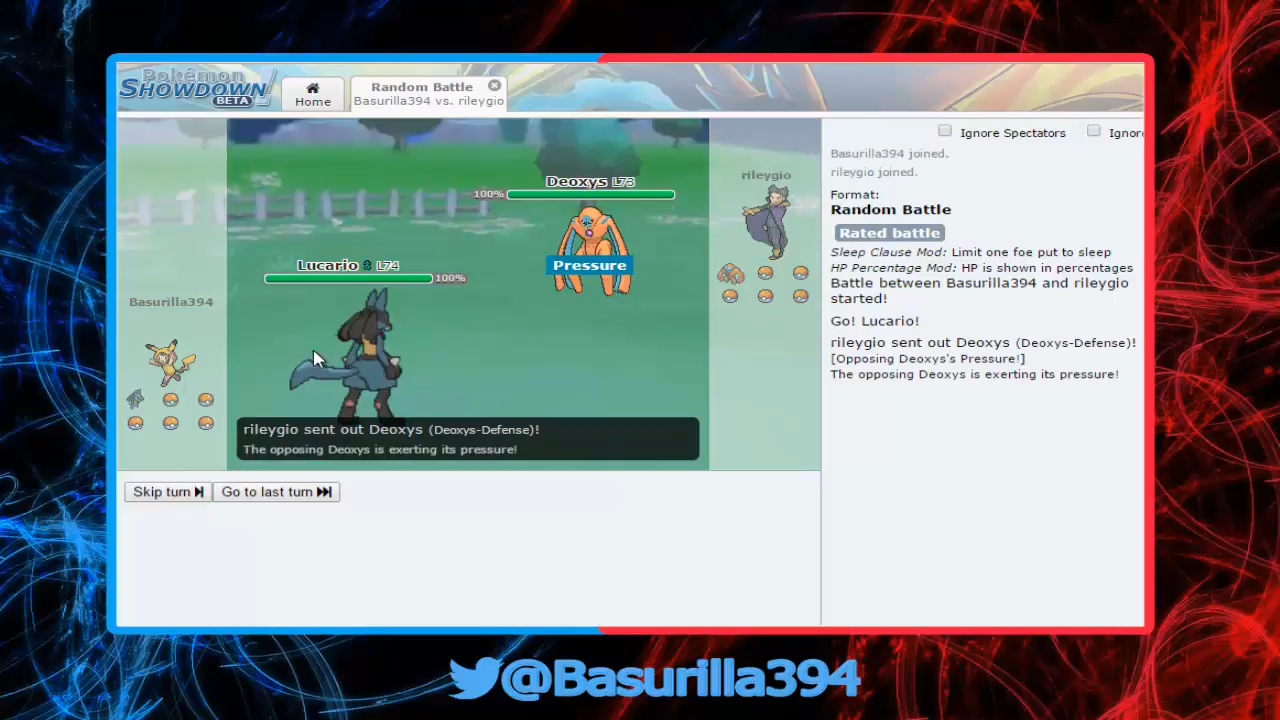 Pokémon
SHOWDOWN!
BETA
Home
Random Battle
Basurilla394 vs. rileygio
Ignore Spectators
Ignor
Basurilla394 joined.
rileygio joined.
Format:
Random Battle
Rated battle
Sleep Clause Mod: Limit one foe put to sleep
HP Percentage Mod: HP is shown in percentages
Battle between Basurilla394 and rileygio
started!
Go! Lucario!
rileygio sent out Deoxys (Deoxys-Defense)!
[Opposing Deoxys's Pressure!]
The opposing Deoxys is exerting its pressure!
Deoxys L73
100%
Pressure
rileygio
Lucario L74
100%
Basurilla394
rileygio sent out Deoxys (Deoxys-Defense)!
The opposing Deoxys is exerting its pressure!
Skip turn
Go to last turn
@Basurilla394